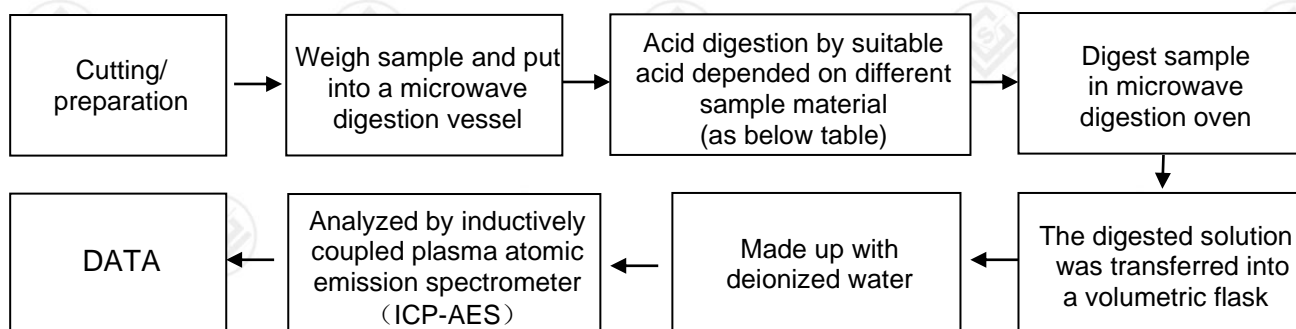 Cutting/
preparation
Weigh sample and put
into a microwave
digestion vessel
Acid digestion by suitable
acid depended on different
sample material
(as below table)
Digest sample
in microwave
digestion oven
The digested solution
was transferred into
a volumetric flask
Made up with
deionized water
Analyzed by inductively
coupled plasma atomic
emission spectrometer
（ICP-AES）
DATA